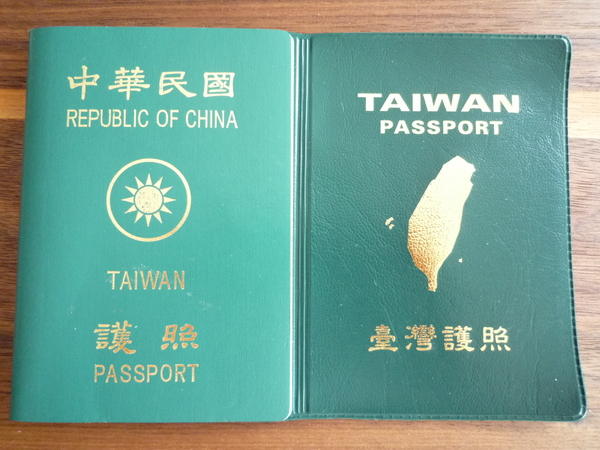 中華民國
REPUBLIC OF CHINA
TAIWAN
護照
PASSPORT
TAIWAN
PASSPORT
臺灣護照